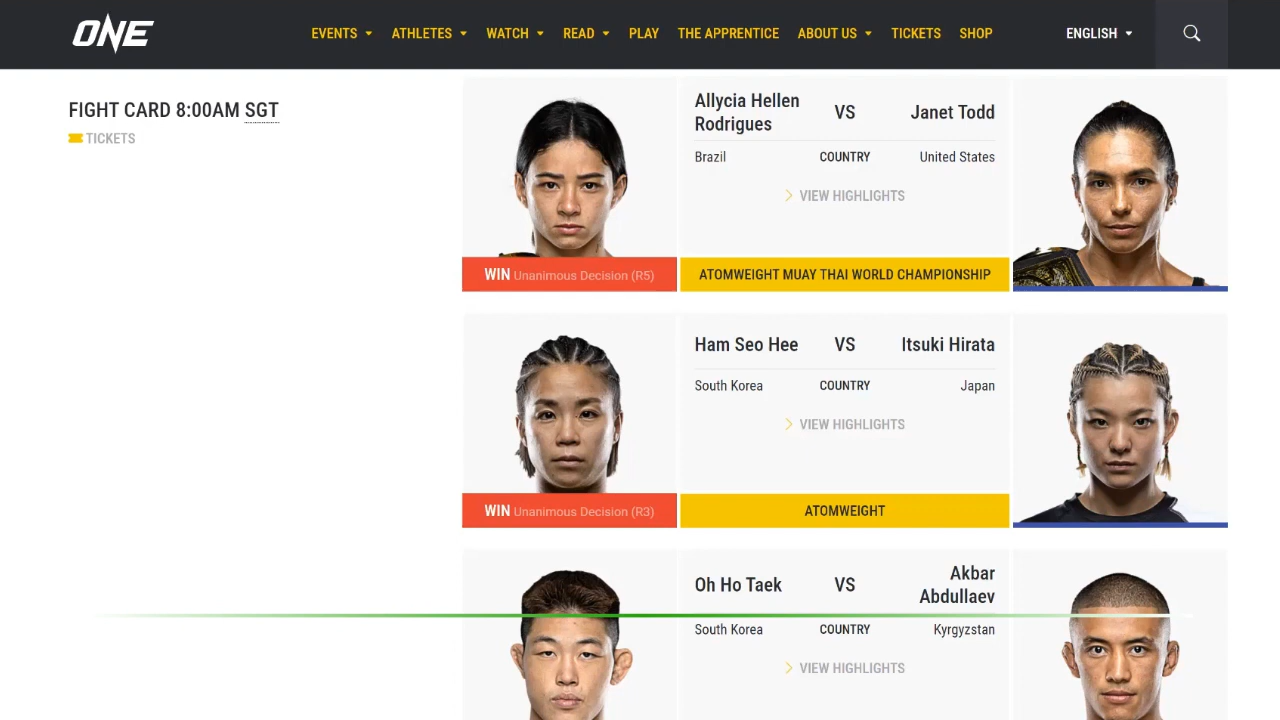 ONE
EVENTS
ATHLETES
WATCH
READ
PLAY
THE APPRENTICE
ABOUT US
TICKETS
SHOP
ENGLISH
FIGHT CARD 8:00AM SGT
TICKETS
Allycia Hellen
Rodrigues
VS
Janet Todd
Brazil
COUNTRY
United States
VIEW HIGHLIGHTS
WIN Unanimous Decision (R5)
ATOMWEIGHT MUAY THAI WORLD CHAMPIONSHIP
Ham Seo Hee
VS
Itsuki Hirata
South Korea
COUNTRY
Japan
VIEW HIGHLIGHTS
WIN Unanimous Decision (R3)
ATOMWEIGHT
Oh Ho Taek
VS
Akbar
Abdullaev
South Korea
COUNTRY
Kyrgyzstan
VIEW HIGHLIGHTS